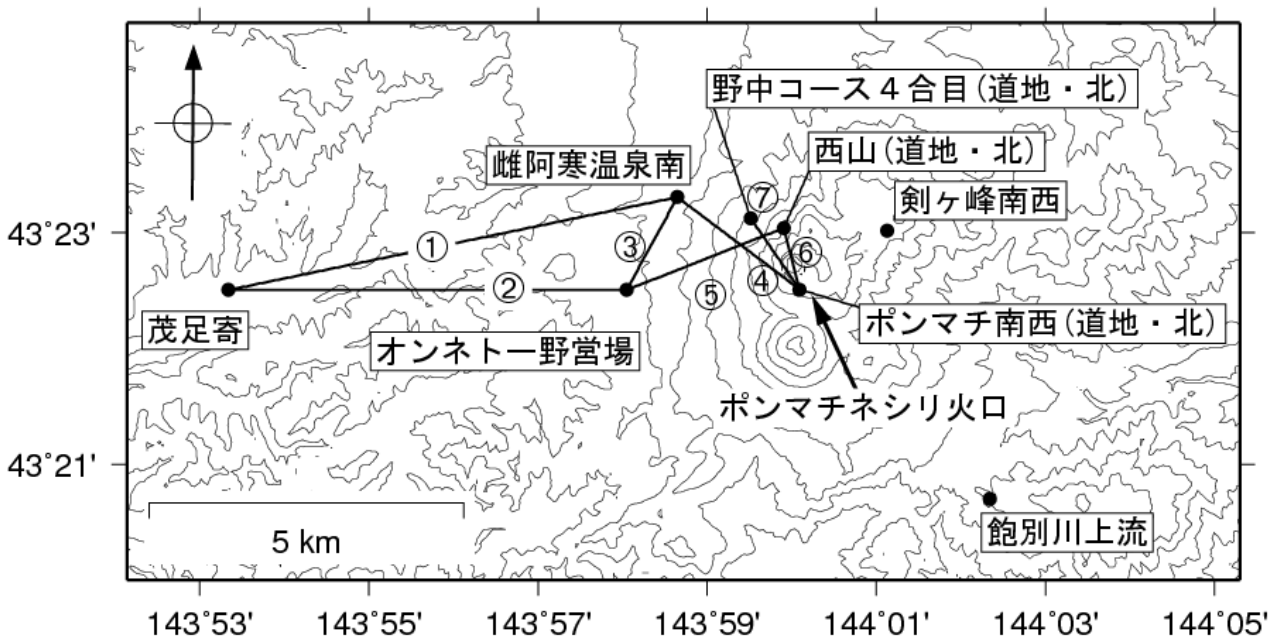 野中コース４合目(道地・北)
西山(道地・北)
雌阿寒温泉南
剣ヶ峰南西
43°23'
①
②
③
④
⑤
⑥
⑦
茂足寄
オンネトー野営場
ポンマチ南西(道地・北)
ポンマチネシリ火口
43°21'
5 km
飽別川上流
143°53' 143°55' 143°57' 143°59' 144°01' 144°03' 144°05'